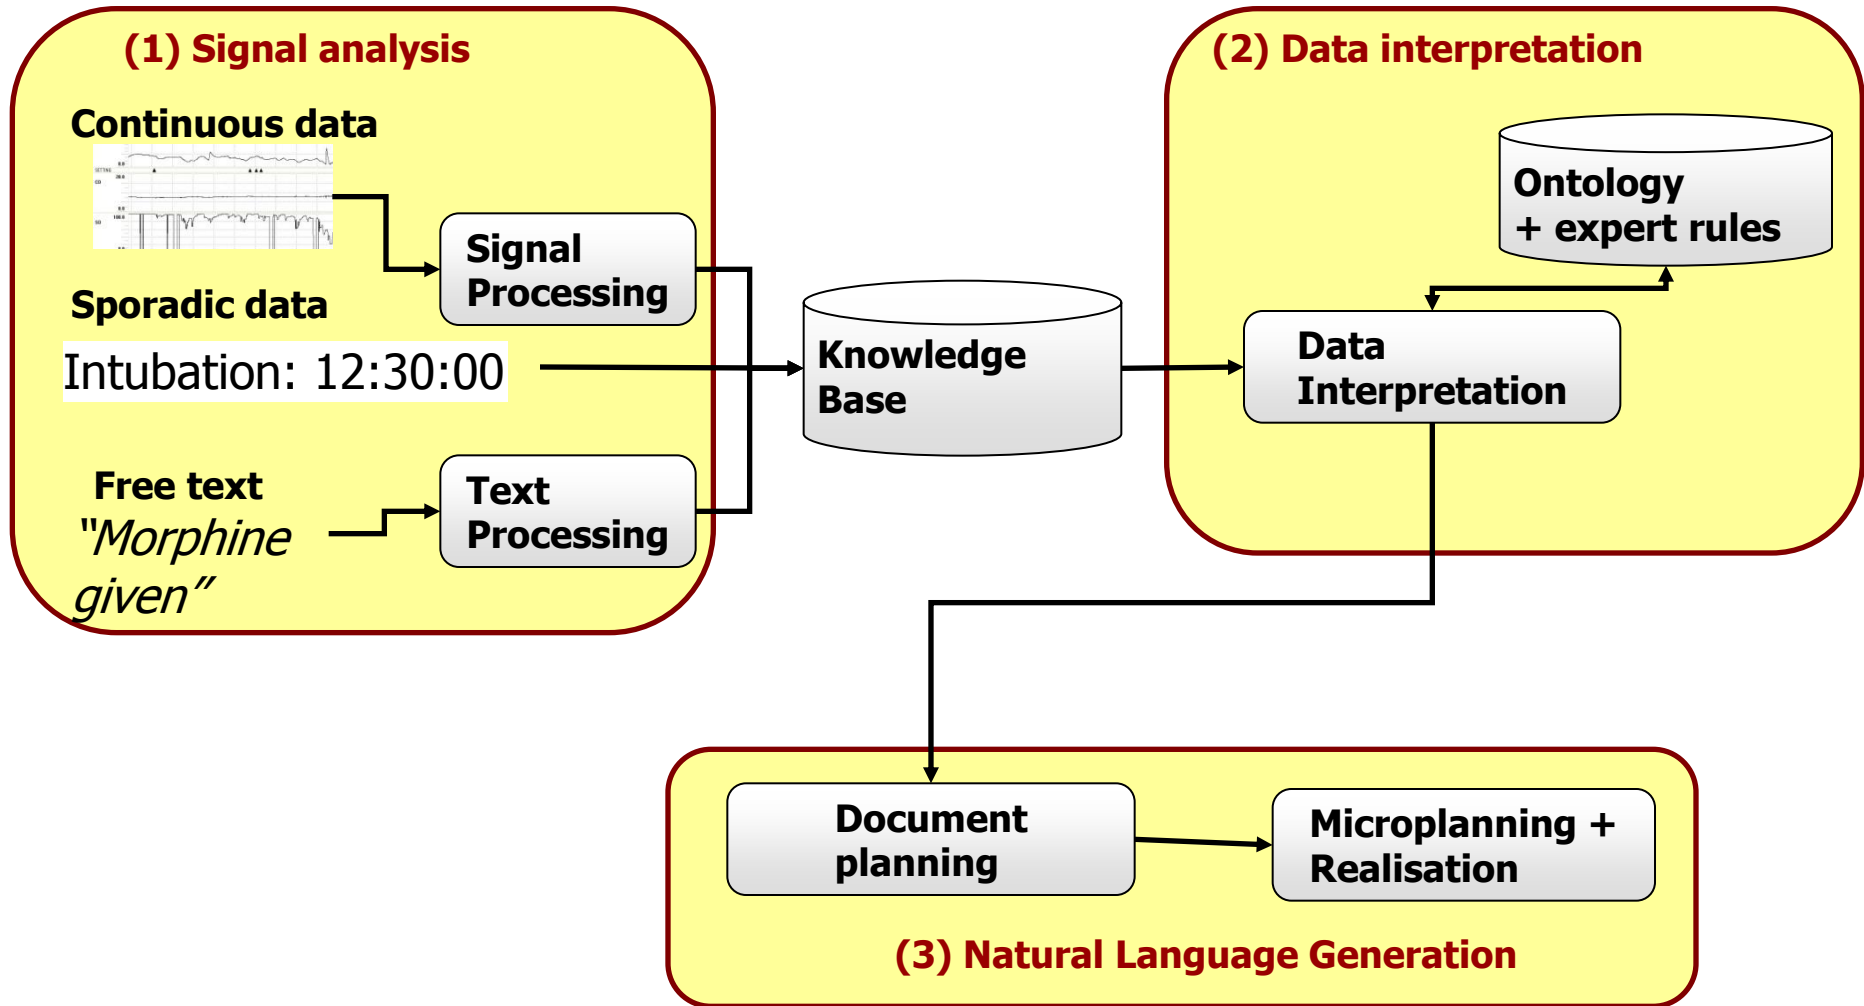 (1) Signal analysis
Continuous data
Signal
Processing
Sporadic data
Intubation: 12:30:00
Free text
“Morphine
given”
Text
Processing
Knowledge
Base
(2) Data interpretation
Ontology
+ expert rules
Data
Interpretation
Document
planning
Microplanning +
Realisation
(3) Natural Language Generation